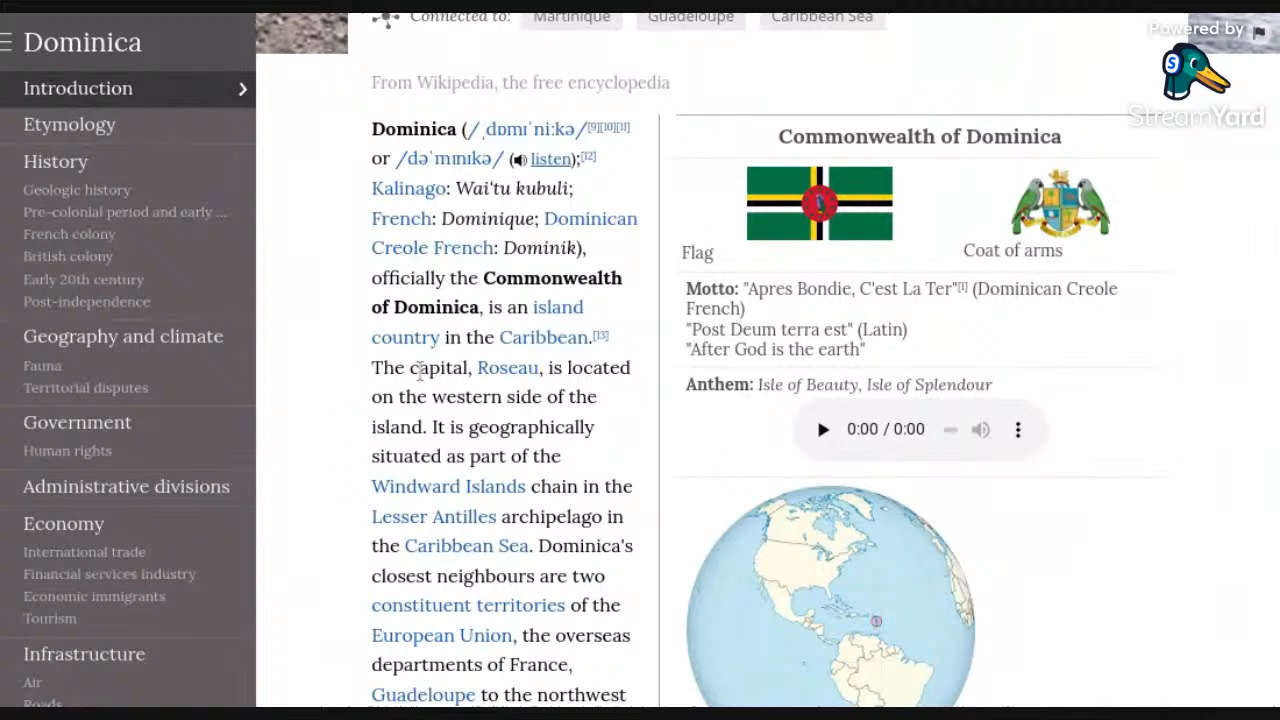 Connected to: Martinique Guadeloupe Caribbean Sea
Powered by
StreamYard
Dominica
Introduction
Etymology
History
Geologic history
Pre-colonial period and early ...
French colony
British colony
Early 20th century
Post-independence
Geography and climate
Fauna
Territorial disputes
Government
Human rights
Administrative divisions
Economy
International trade
Financial services industry
Economic immigrants
Tourism
Infrastructure
Air
Roads
From Wikipedia, the free encyclopedia
Dominica (/ˌdɒmɪˈniːkə/[9][10][11]
or /dəˈmɪnɪkə/ (listen);[12]
Kalinago: Wai'tu kubuli;
French: Dominique; Dominican
Creole French: Dominik),
officially the Commonwealth
of Dominica, is an island
country in the Caribbean.[13]
The capital, Roseau, is located
on the western side of the
island. It is geographically
situated as part of the
Windward Islands chain in the
Lesser Antilles archipelago in
the Caribbean Sea. Dominica's
closest neighbours are two
constituent territories of the
European Union, the overseas
departments of France,
Guadeloupe to the northwest
Commonwealth of Dominica
Flag
Coat of arms
Motto: "Apres Bondie, C'est La Ter"[1] (Dominican Creole
French)
"Post Deum terra est" (Latin)
"After God is the earth"
Anthem: Isle of Beauty, Isle of Splendour
0:00 / 0:00